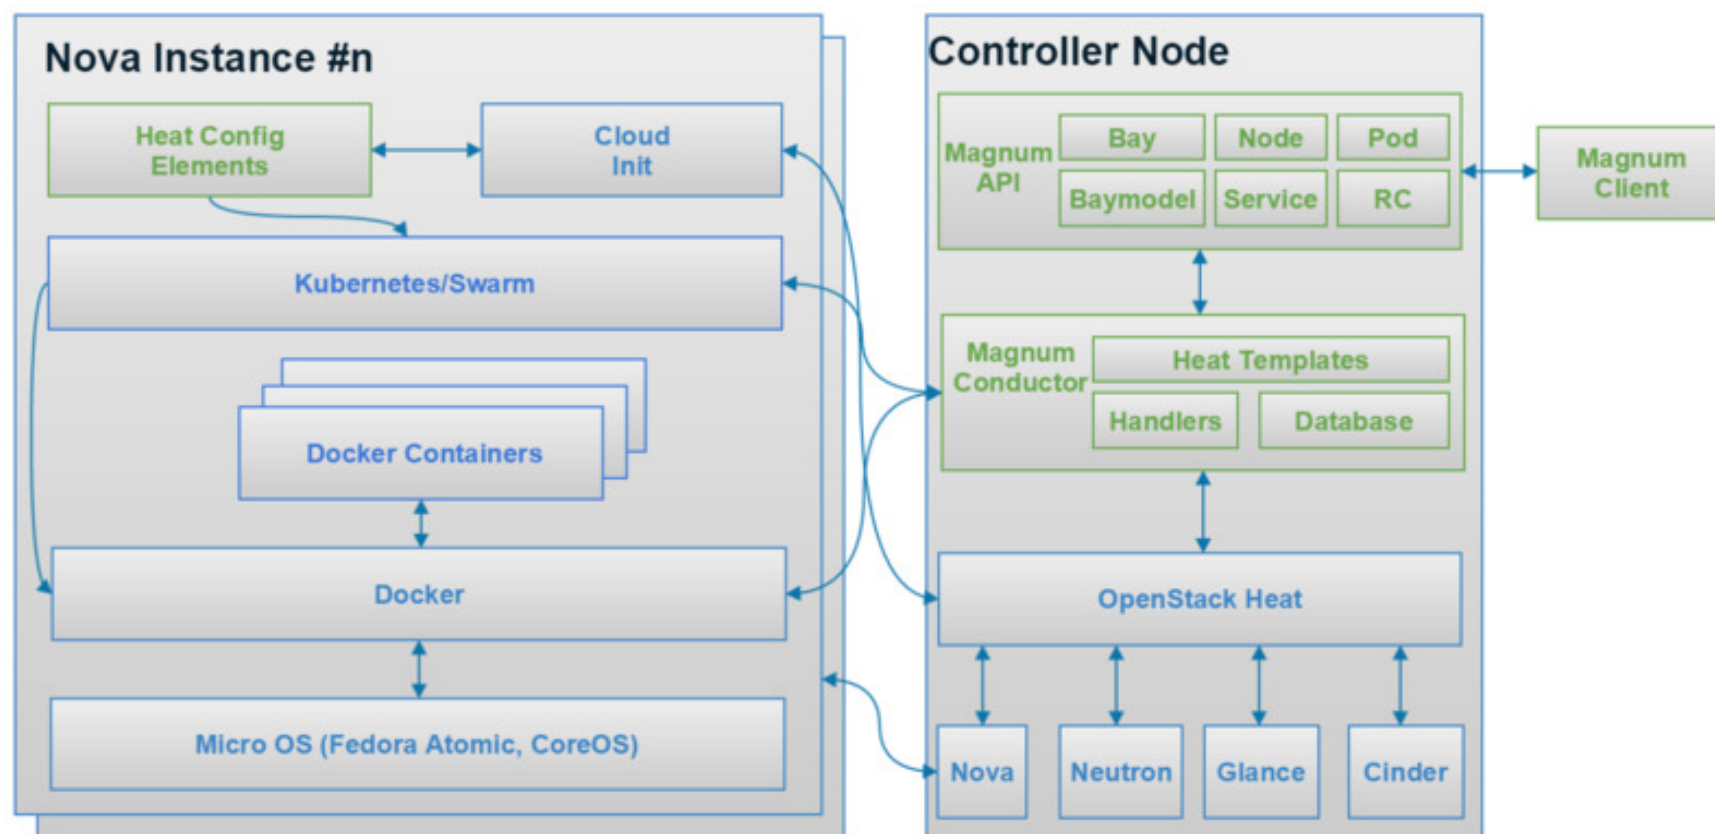 Nova Instance #n
Heat Config
Elements
Cloud
Init
Kubernetes/Swarm
Docker Containers
Docker
Micro OS (Fedora Atomic, CoreOS)
Controller Node
Magnum
API
Bay
Node
Pod
Baymodel
Service
RC
Magnum
Client
Magnum
Conductor
Heat Templates
Handlers
Database
OpenStack Heat
Nova
Neutron
Glance
Cinder